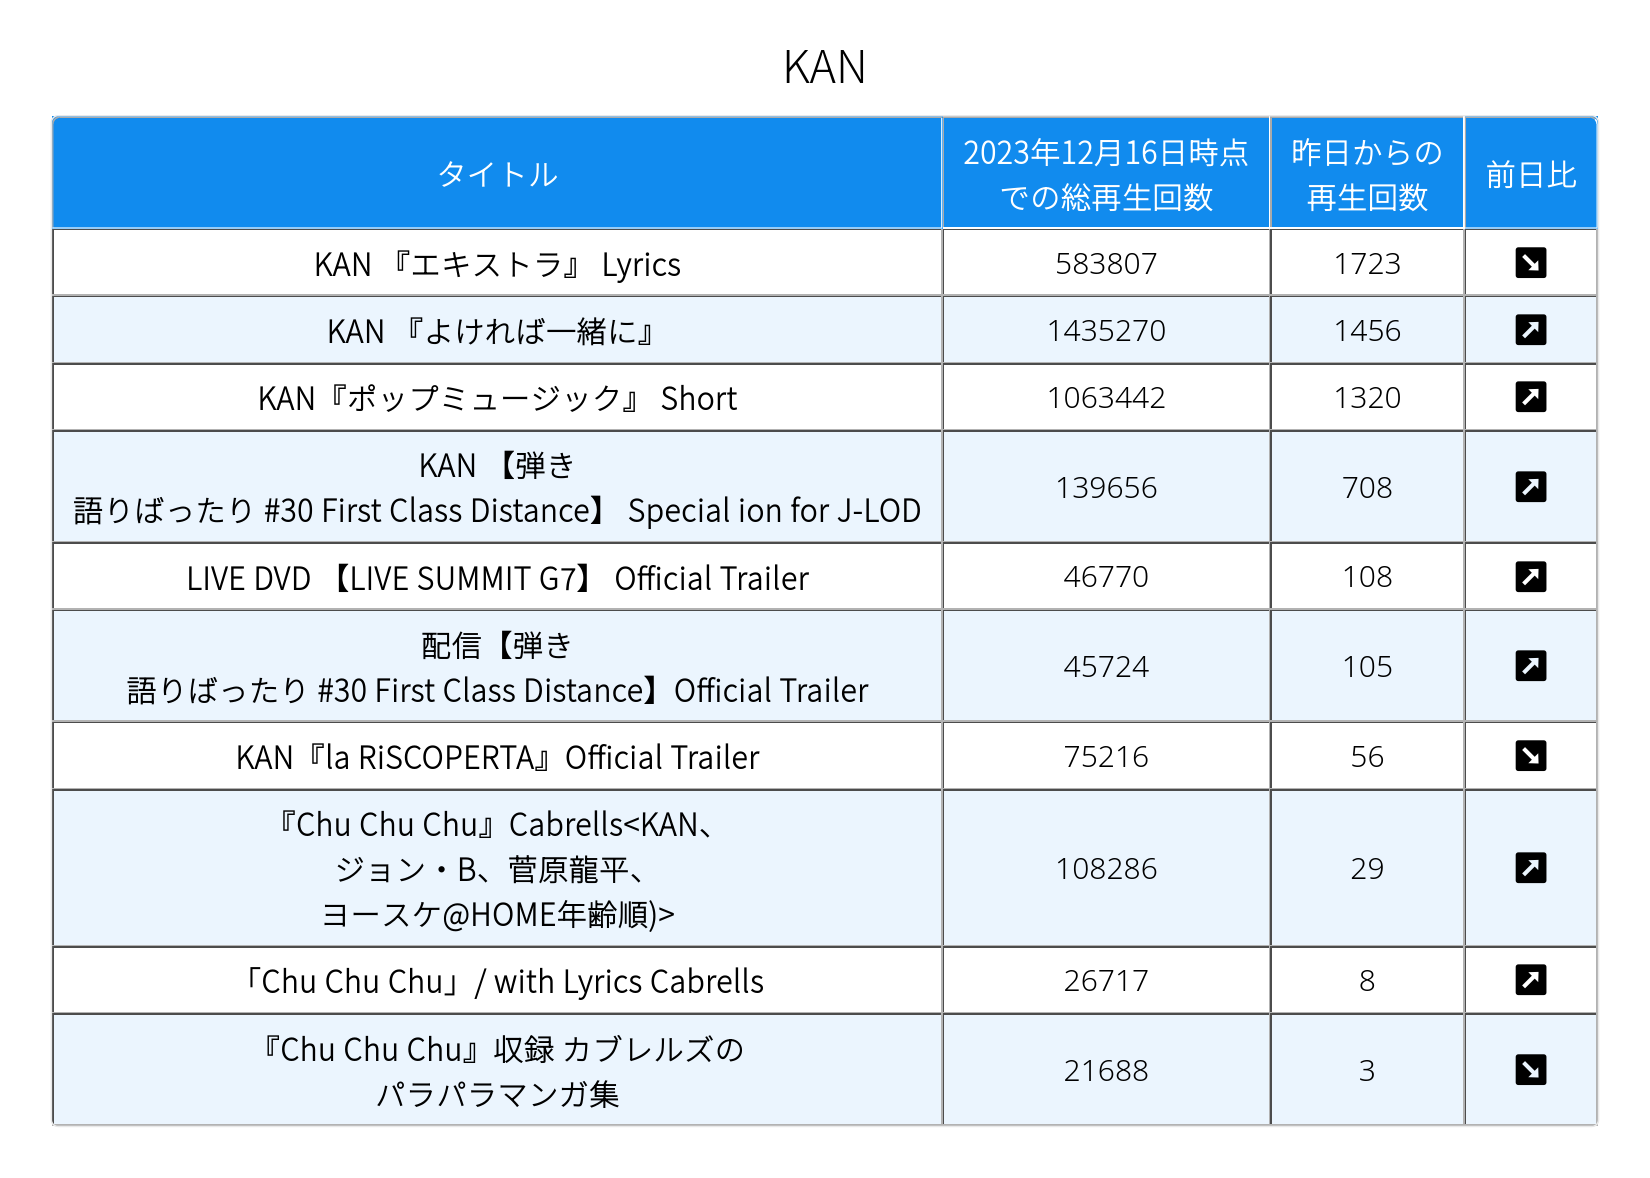 KAN
タイトル
2023年12月16日時点
での総再生回数
昨日からの
再生回数
前日比
KAN 『エキストラ』 Lyrics
583807
1723
KAN 『よければ一緒に』
1435270
1456
KAN『ポップミュージック』 Short
1063442
1320
KAN 【弾き
語りばったり #30 First Class Distance】 Special ion for J-LOD
139656
708
LIVE DVD 【LIVE SUMMIT G7】 Official Trailer
46770
108
配信【弾き
語りばったり #30 First Class Distance】Official Trailer
45724
105
KAN『la RiSCOPERTA』Official Trailer
75216
56
『Chu Chu Chu』Cabrells<KAN、
ジョン・B、菅原龍平、
ヨースケ@HOME年齢順)>
108286
29
「Chu Chu Chu」/ with Lyrics Cabrells
26717
8
『Chu Chu Chu』収録 カブレルズの
パラパラマンガ集
21688
3